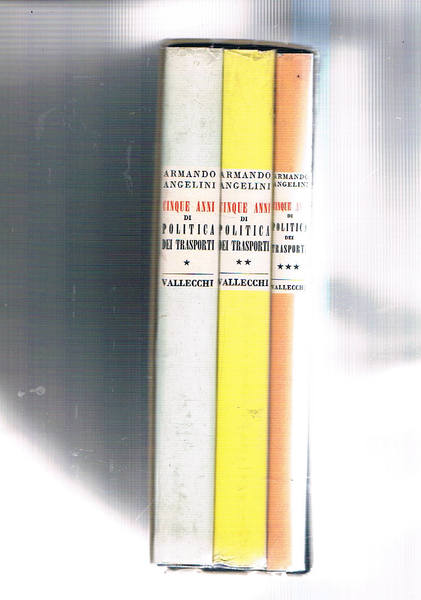 ARMANDO
ANGELINI
CINQUE ANNI
DI
POLITICA
DEI TRASPORTI
★
VALLECCHI
ARMANDO
ANGELINI
CINQUE ANNI
DI
POLITICA
DEI TRASPORTI
★★
VALLECCHI
ARMANDO
ANGELINI
CINQUE ANNI
DI
POLITICA
DEI
TRASPORTI
★★★
VALLECCHI